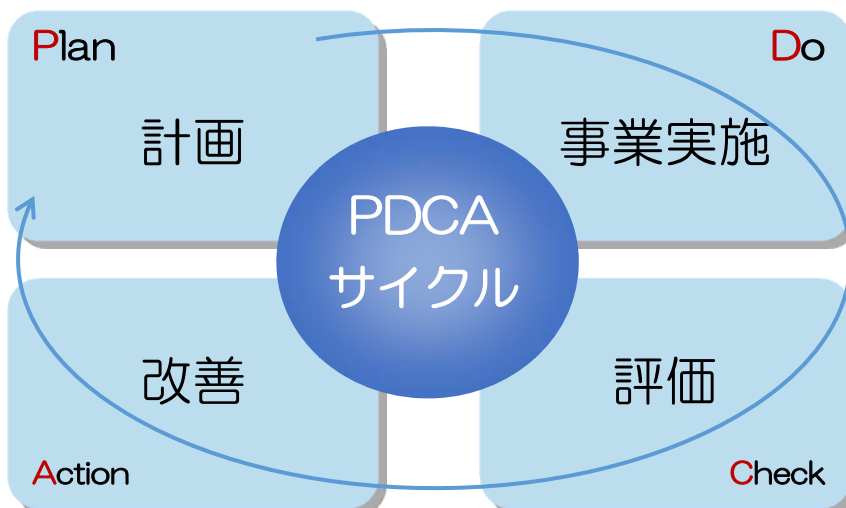 Plan
計画
Do
事業実施
PDCA
サイクル
改善
Action
評価
Check